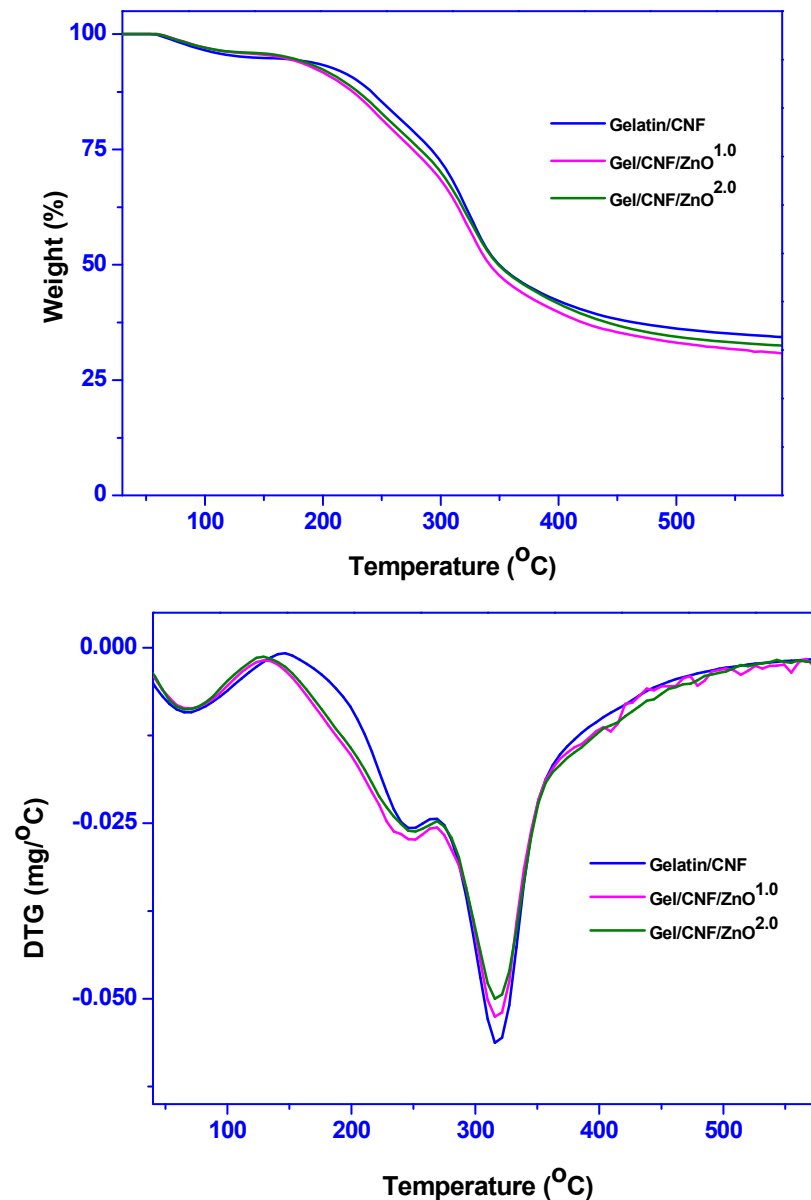 100
75
50
25
0
Weight (%)
Gelatin/CNF
Gel/CNF/ZnO1.0
Gel/CNF/ZnO2.0
100 200 300 400 500
Temperature (OC)
0.000
-0.025
-0.050
DTG (mg/OC)
Gelatin/CNF
Gel/CNF/ZnO1.0
Gel/CNF/ZnO2.0
100 200 300 400 500
Temperature (OC)